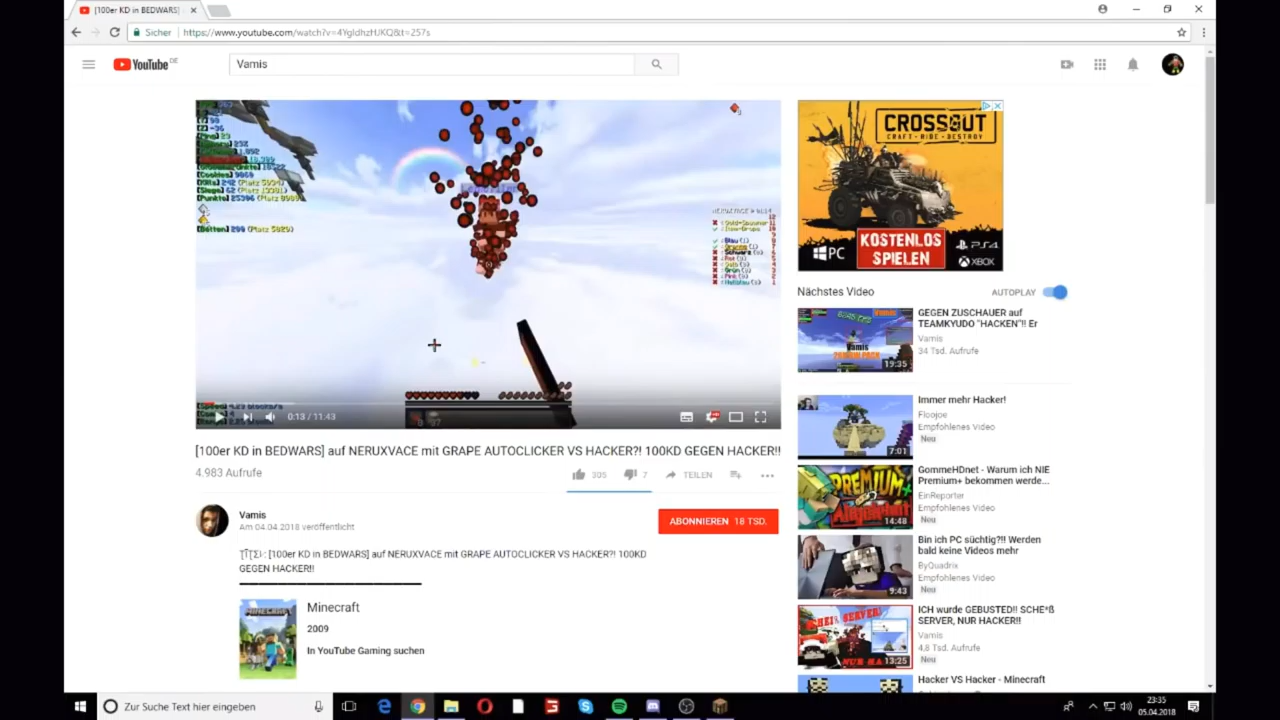 [100er KD in BEDWARS]
Sicher
https://www.youtube.com/watch?v=4YgldhzHJKQ&t=257s
YouTube DE
Vamis
0:13 / 11:43
[100er KD in BEDWARS] auf NERUXVACE mit GRAPE AUTOCLICKER VS HACKER?! 100KD GEGEN HACKER!!
4.983 Aufrufe
305
7
TEILEN
Vamis
Am 04.04.2018 veröffentlicht
ABONNIEREN 18 TSD.
[100er KD in BEDWARS] auf NERUXVACE mit GRAPE AUTOCLICKER VS HACKER?! 100KD
GEGEN HACKER!!
Minecraft
2009
In YouTube Gaming suchen
CROSSOUT
CRAFT · RIDE · DESTROY
PC
KOSTENLOS
SPIELEN
PS4
XBOX
Nächstes Video
AUTOPLAY
GEGEN ZUSCHAUER auf
TEAMKYUDO "HACKEN"!! Er
Vamis
34 Tsd. Aufrufe
19:35
Immer mehr Hacker!
Floojoe
Empfohlenes Video
Neu
7:01
GommeHDnet - Warum ich NIE
Premium+ bekommen werde...
EinReporter
Empfohlenes Video
Neu
PREMIUM+
14:48
Bin ich PC süchtig?!! Werden
bald keine Videos mehr
ByQuadrix
Empfohlenes Video
Neu
9:43
ICH wurde GEBUSTED!! SCHE*ß
SERVER, NUR HACKER!!
Vamis
4,8 Tsd. Aufrufe
Neu
13:25
Hacker VS Hacker - Minecraft
Zur Suche Text hier eingeben
23:35
05.04.2018